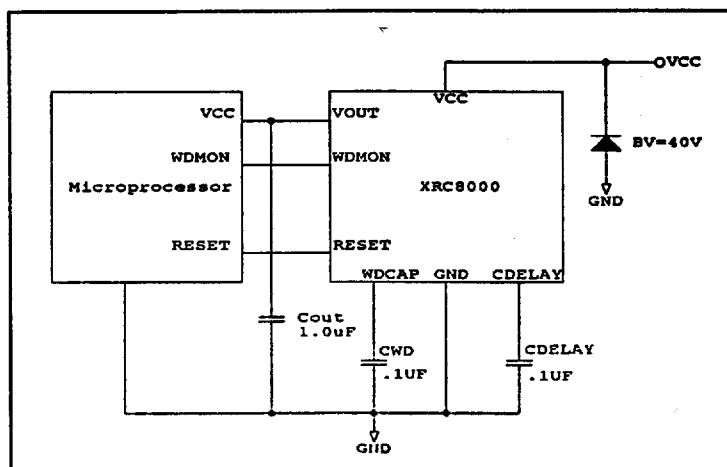 VCC
VCC
VCC
VOUT
BV=40V
WDMON
WDMON
Microprocessor
XRC8000
GND
RESET
RESET
WDCAP
GND
CDELAY
Cout
1.0uF
CWD
.1UF
CDELAY
.1UF
GND